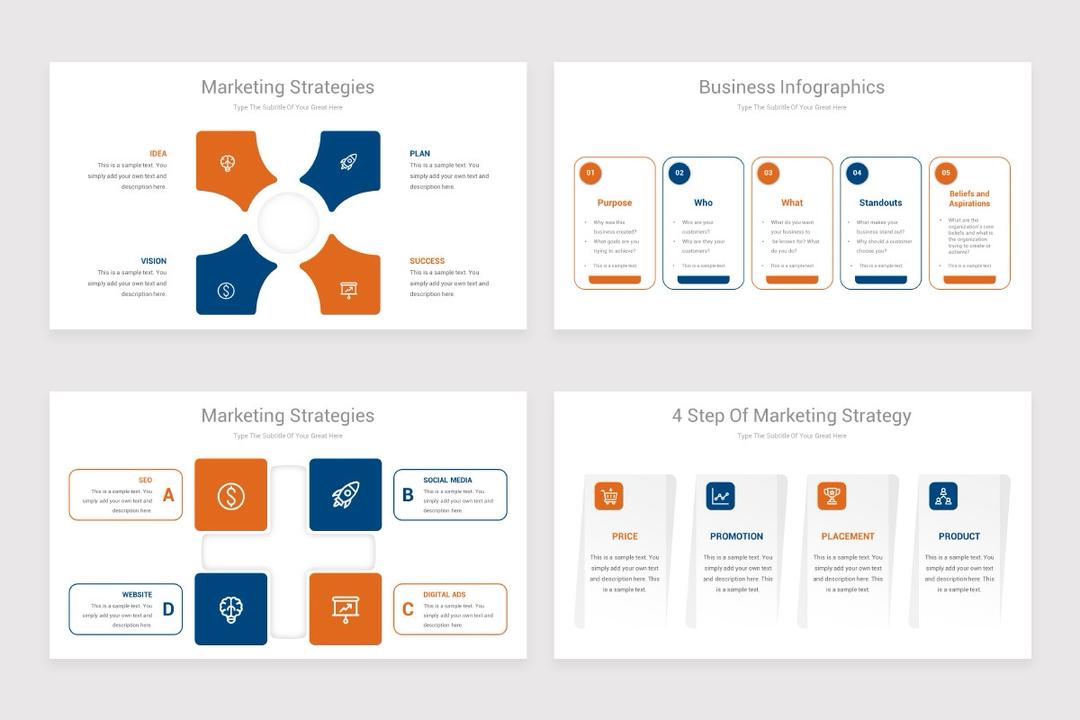 Marketing Strategies
Type The Subtitle Of Your Great Here
IDEA
This is a sample text. You
simply add your own text and
description here.
PLAN
This is a sample text. You
simply add your own text and
description here.
VISION
This is a sample text. You
simply add your own text and
description here.
SUCCESS
This is a sample text. You
simply add your own text and
description here.
Business Infographics
Type The Subtitle Of Your Great Here
01
Purpose
• Why was this
business created?
• What goals are you
trying to achieve?
• This is a sample text.
02
Who
• Who are your
customers?
• Why are they your
customers?
• This is a sample text.
03
What
• What do you want
your business to
• be known for? What
do you do?
• This is a sample text.
04
Standouts
• What makes your
business stand out?
• Why should a customer
choose?
• This is a sample text.
05
Beliefs and
Aspirations
• What are the
organization's core
beliefs and what is
the organization
trying to create or
achieve?
• This is a sample text.
Marketing Strategies
Type The Subtitle Of Your Great Here
SEO
This is a sample text. You
simply add your own text and
description here.
A
B
SOCIAL MEDIA
This is a sample text. You
simply add your own text and
description here.
WEBSITE
This is a sample text. You
simply add your own text and
description here.
D
C
DIGITAL ADS
This is a sample text. You
simply add your own text and
description here.
4 Step Of Marketing Strategy
Type The Subtitle Of Your Great Here
PRICE
This is a sample text. You
simply add your own text
and description here. This
is a sample text.
PROMOTION
This is a sample text. You
simply add your own text
and description here. This
is a sample text.
PLACEMENT
This is a sample text. You
simply add your own text
and description here. This
is a sample text.
PRODUCT
This is a sample text. You
simply add your own text
and description here. This
is a sample text.